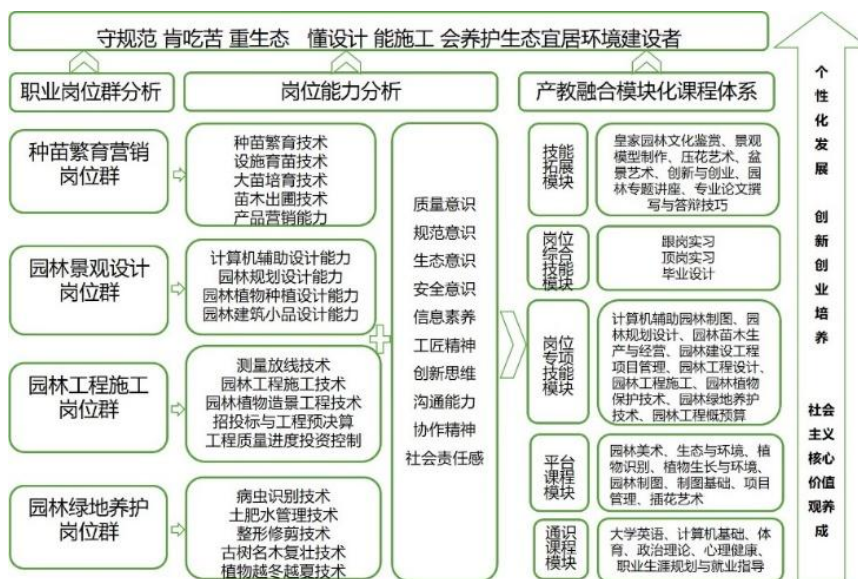 守规范 肯吃苦 重生态 懂设计 能施工 会养护生态宜居环境建设者
职业岗位群分析
岗位能力分析
产教融合模块化课程体系
种苗繁育营销
岗位群
种苗繁育技术
设施育苗技术
大苗培育技术
苗木出圃技术
产品营销能力
园林景观设计
岗位群
计算机辅助设计能力
园林规划设计能力
园林植物种植设计能力
园林建筑小品设计能力
园林工程施工
岗位群
测量放线技术
园林工程施工技术
园林植物造景工程技术
招投标与工程预决算
工程质量进度投资控制
园林绿地养护
岗位群
病虫识别技术
土肥水管理技术
整形修剪技术
古树名木复壮技术
植物越冬越夏技术
质量意识
规范意识
生态意识
安全意识
信息素养
工匠精神
创新思维
沟通能力
协作精神
社会责任感
技能
拓展
模块
皇家园林文化鉴赏、景观
模型制作、压花艺术、盆
景艺术、创新与创业、园
林专题讲座、专业论文撰
写与答辩技巧
岗位
综合
技能
模块
跟岗实习
顶岗实习
毕业设计
岗位
专项
技能
模块
计算机辅助园林制图、园
林规划设计、园林苗木生
产与经营、园林建设工程
项目管理、园林工程设计、
园林工程施工、园林植物
保护技术、园林绿地养护
技术、园林工程概预算
平台
课程
模块
园林美术、生态与环境、植
物识别、植物生长与环境、
园林制图、制图基础、项目
管理、插花艺术
通识
课程
模块
大学英语、计算机基础、体
育、政治理论、心理健康、
职业生涯规划与就业指导
个性化发展
创新创业培养
社会
主义
核心
价值
观养
成